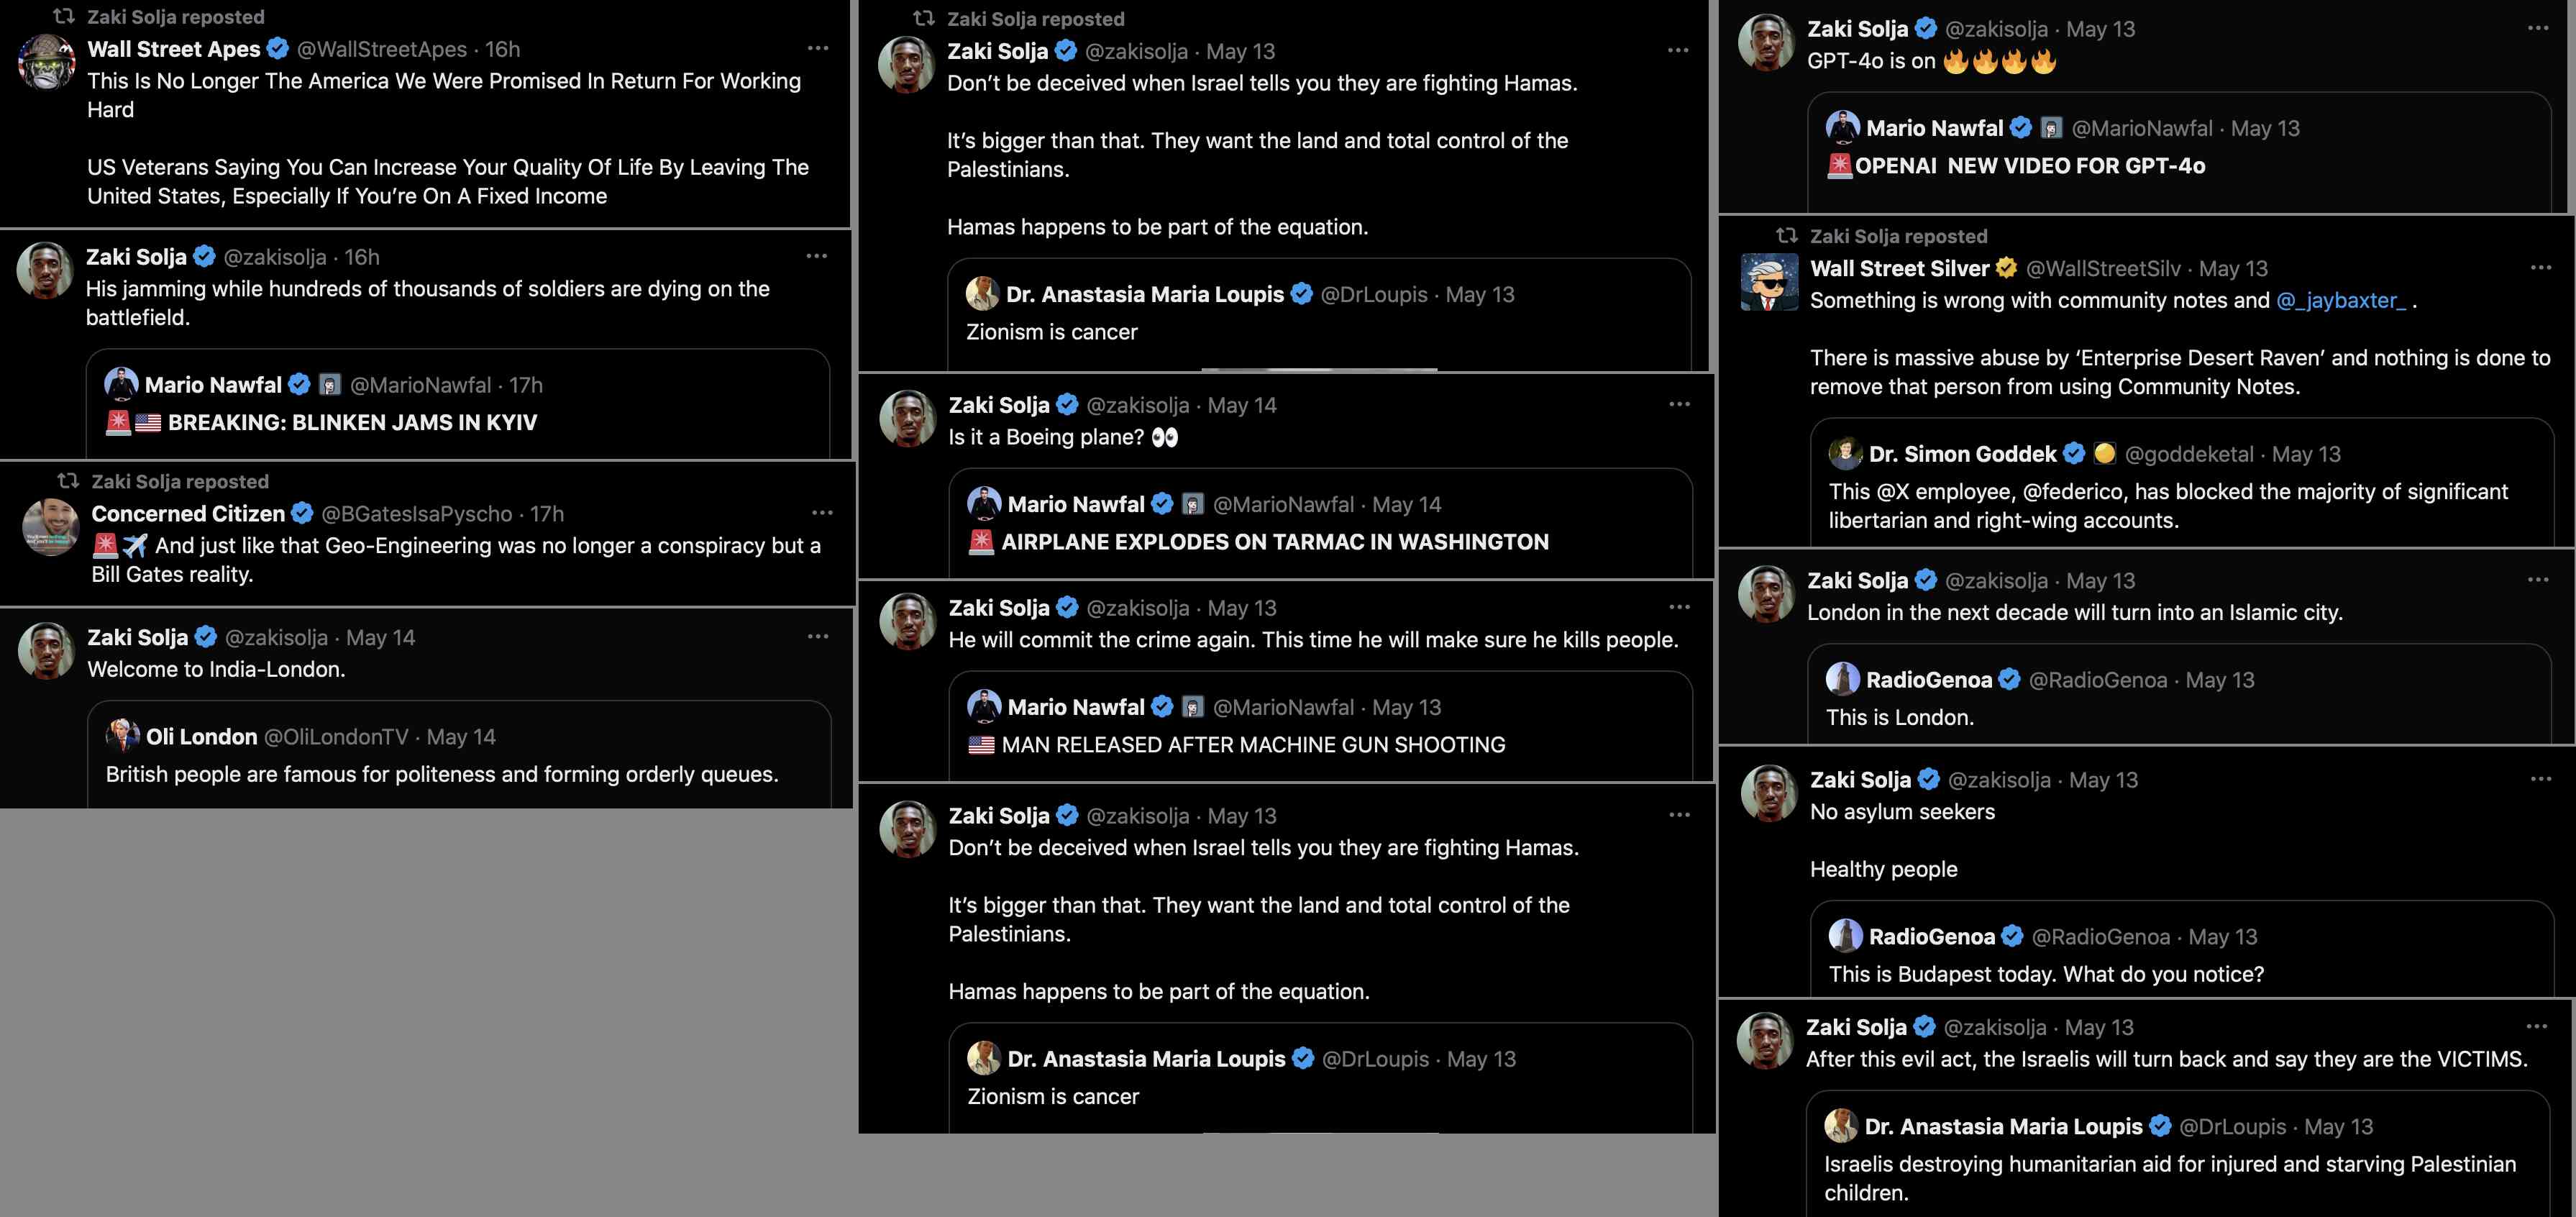 Zaki Solja reposted
Wall Street Apes @WallStreetApes · 16h
This Is No Longer The America We Were Promised In Return For Working
Hard
US Veterans Saying You Can Increase Your Quality Of Life By Leaving The
United States, Especially If You’re On A Fixed Income
Zaki Solja @zakisolja · 16h
His jamming while hundreds of thousands of soldiers are dying on the
battlefield.
Mario Nawfal @MarioNawfal · 17h
🚨🇺🇸 BREAKING: BLINKEN JAMS IN KYIV
Zaki Solja reposted
Concerned Citizen @BGatesIsaPyscho · 17h
🚨✈️ And just like that Geo-Engineering was no longer a conspiracy but a
Bill Gates reality.
Zaki Solja @zakisolja · May 14
Welcome to India-London.
Oli London @OliLondonTV · May 14
British people are famous for politeness and forming orderly queues.
Zaki Solja reposted
Zaki Solja @zakisolja · May 13
Don’t be deceived when Israel tells you they are fighting Hamas.
It’s bigger than that. They want the land and total control of the
Palestinians.
Hamas happens to be part of the equation.
Dr. Anastasia Maria Loupis @DrLoupis · May 13
Zionism is cancer
Zaki Solja @zakisolja · May 14
Is it a Boeing plane? 👀
Mario Nawfal @MarioNawfal · May 14
🚨 AIRPLANE EXPLODES ON TARMAC IN WASHINGTON
Zaki Solja @zakisolja · May 13
He will commit the crime again. This time he will make sure he kills people.
Mario Nawfal @MarioNawfal · May 13
🇺🇸 MAN RELEASED AFTER MACHINE GUN SHOOTING
Zaki Solja @zakisolja · May 13
Don’t be deceived when Israel tells you they are fighting Hamas.
It’s bigger than that. They want the land and total control of the
Palestinians.
Hamas happens to be part of the equation.
Dr. Anastasia Maria Loupis @DrLoupis · May 13
Zionism is cancer
Zaki Solja @zakisolja · May 13
GPT-4o is on 🔥🔥🔥🔥
Mario Nawfal @MarioNawfal · May 13
🚨OPENAI NEW VIDEO FOR GPT-4o
Zaki Solja reposted
Wall Street Silver @WallStreetSilv · May 13
Something is wrong with community notes and @_jaybaxter_ .
There is massive abuse by ‘Enterprise Desert Raven’ and nothing is done to
remove that person from using Community Notes.
Dr. Simon Goddek @goddeketal · May 13
This @X employee, @federico, has blocked the majority of significant
libertarian and right-wing accounts.
Zaki Solja @zakisolja · May 13
London in the next decade will turn into an Islamic city.
RadioGenoa @RadioGenoa · May 13
This is London.
Zaki Solja @zakisolja · May 13
No asylum seekers
Healthy people
RadioGenoa @RadioGenoa · May 13
This is Budapest today. What do you notice?
Zaki Solja @zakisolja · May 13
After this evil act, the Israelis will turn back and say they are the VICTIMS.
Dr. Anastasia Maria Loupis @DrLoupis · May 13
Israelis destroying humanitarian aid for injured and starving Palestinian
children.